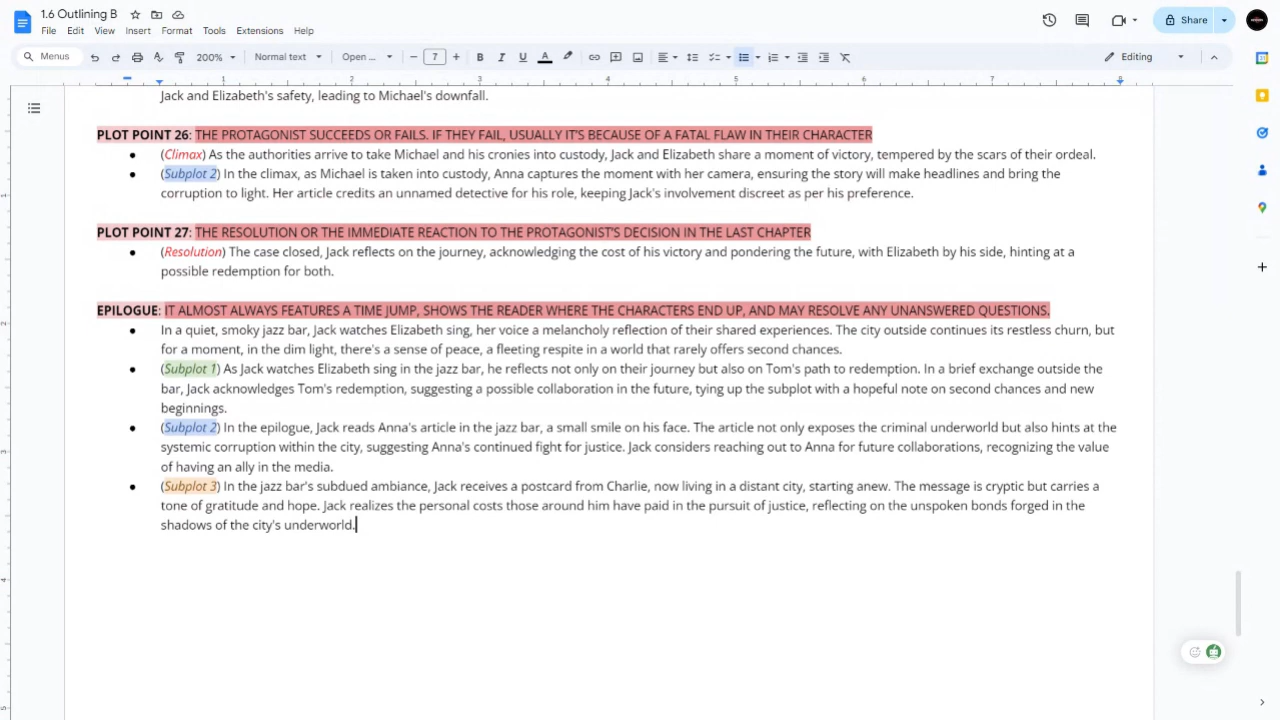 1.6 Outlining B
File Edit View Insert Format Tools Extensions Help
Share
Menus 200% Normal text Open ... 7 B I U A Editing
1 2 3 4 5 6 7
Jack and Elizabeth's safety, leading to Michael's downfall.
PLOT POINT 26: THE PROTAGONIST SUCCEEDS OR FAILS. IF THEY FAIL, USUALLY IT'S BECAUSE OF A FATAL FLAW IN THEIR CHARACTER
● (Climax) As the authorities arrive to take Michael and his cronies into custody, Jack and Elizabeth share a moment of victory, tempered by the scars of their ordeal.
● (Subplot 2) In the climax, as Michael is taken into custody, Anna captures the moment with her camera, ensuring the story will make headlines and bring the
corruption to light. Her article credits an unnamed detective for his role, keeping Jack's involvement discreet as per his preference.
PLOT POINT 27: THE RESOLUTION OR THE IMMEDIATE REACTION TO THE PROTAGONIST'S DECISION IN THE LAST CHAPTER
● (Resolution) The case closed, Jack reflects on the journey, acknowledging the cost of his victory and pondering the future, with Elizabeth by his side, hinting at a
possible redemption for both.
EPILOGUE: IT ALMOST ALWAYS FEATURES A TIME JUMP, SHOWS THE READER WHERE THE CHARACTERS END UP, AND MAY RESOLVE ANY UNANSWERED QUESTIONS.
● In a quiet, smoky jazz bar, Jack watches Elizabeth sing, her voice a melancholy reflection of their shared experiences. The city outside continues its restless churn, but
for a moment, in the dim light, there's a sense of peace, a fleeting respite in a world that rarely offers second chances.
● (Subplot 1) As Jack watches Elizabeth sing in the jazz bar, he reflects not only on their journey but also on Tom's path to redemption. In a brief exchange outside the
bar, Jack acknowledges Tom's redemption, suggesting a possible collaboration in the future, tying up the subplot with a hopeful note on second chances and new
beginnings.
● (Subplot 2) In the epilogue, Jack reads Anna's article in the jazz bar, a small smile on his face. The article not only exposes the criminal underworld but also hints at the
systemic corruption within the city, suggesting Anna's continued fight for justice. Jack considers reaching out to Anna for future collaborations, recognizing the value
of having an ally in the media.
● (Subplot 3) In the jazz bar's subdued ambiance, Jack receives a postcard from Charlie, now living in a distant city, starting anew. The message is cryptic but carries a
tone of gratitude and hope. Jack realizes the personal costs those around him have paid in the pursuit of justice, reflecting on the unspoken bonds forged in the
shadows of the city's underworld.